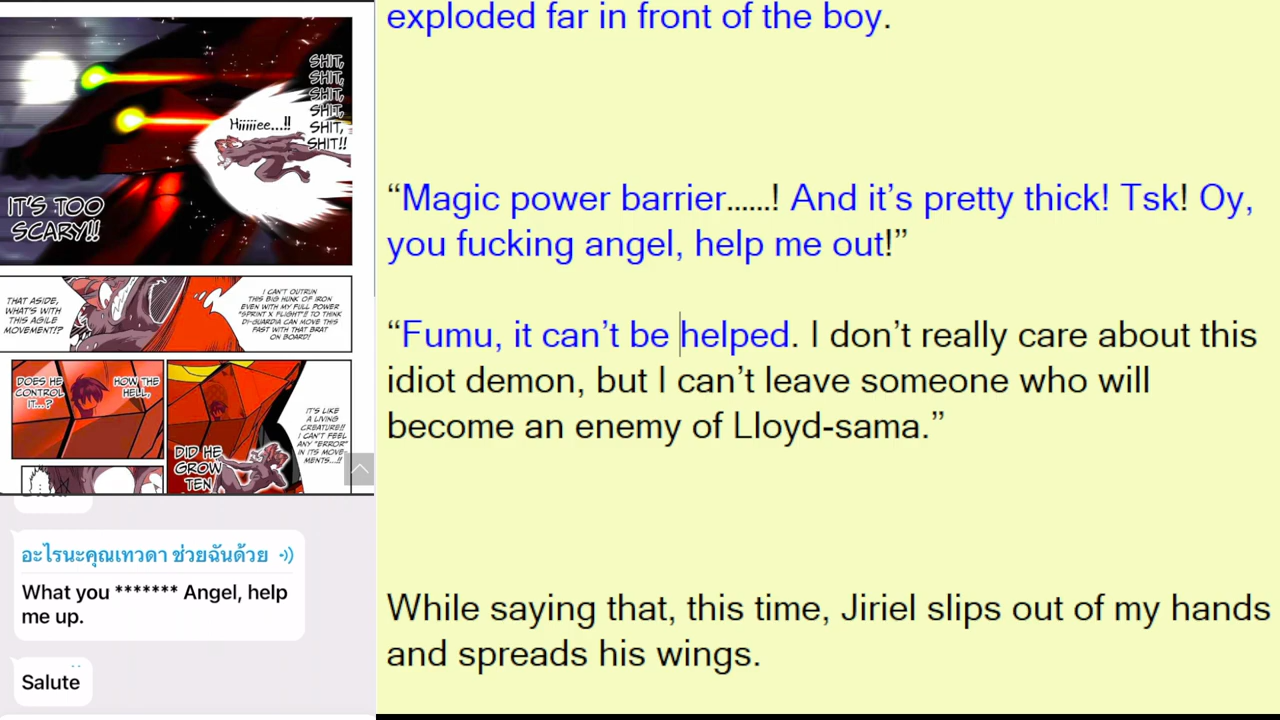 SHIT,
SHIT,
SHIT,
SHIT,
SHIT,
SHIT!!
Hiiiiiee...!!
IT'S TOO
SCARY!!
THAT ASIDE,
WHAT'S WITH
THIS AGILE
MOVEMENT!?
I CAN'T OUTRUN
THIS BIG HUNK OF IRON
EVEN WITH MY FULL POWER
"SPRINT X FLIGHT"!! TO THINK
DI-GUARDIA CAN MOVE THIS
FAST WITH THAT BRAT
ON BOARD!
HOW THE
HELL,
DOES HE
CONTROL
IT...?
IT'S LIKE
A LIVING
CREATURE!!
I CAN'T FEEL
ANY "ERROR"
IN ITS MOVE-
MENTS...!!
DID HE
GROW
TEN
อะไรนะคุณเทวดา ช่วยฉันด้วย
What you ******* Angel, help
me up.
Salute
exploded far in front of the boy.
“Magic power barrier......! And it’s pretty thick! Tsk! Oy,
you fucking angel, help me out!”
“Fumu, it can’t be helped. I don’t really care about this
idiot demon, but I can’t leave someone who will
become an enemy of Lloyd-sama.”
While saying that, this time, Jiriel slips out of my hands
and spreads his wings.